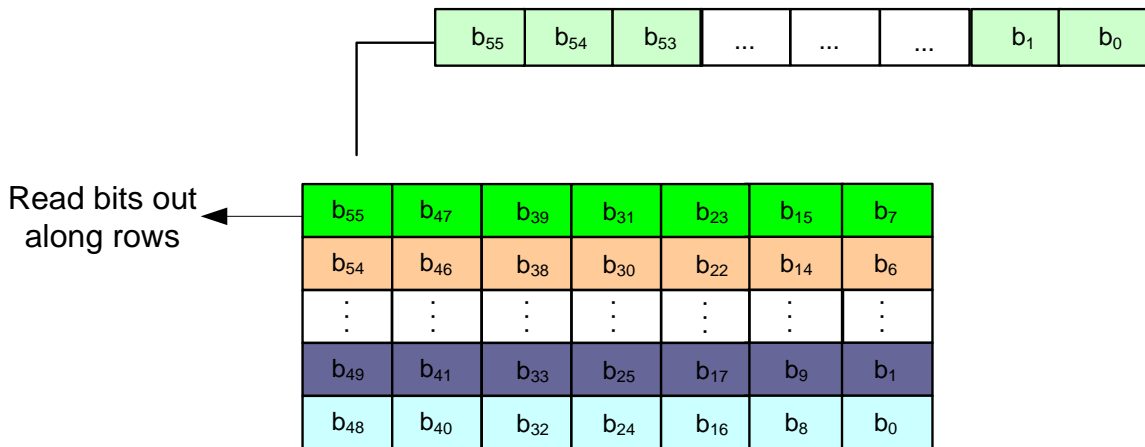 b55 b54 b53 ... ... ... b1 b0
Read bits out
along rows
b55 b47 b39 b31 b23 b15 b7
b54 b46 b38 b30 b22 b14 b6
⋮ ⋮ ⋮ ⋮ ⋮ ⋮ ⋮
b49 b41 b33 b25 b17 b9 b1
b48 b40 b32 b24 b16 b8 b0